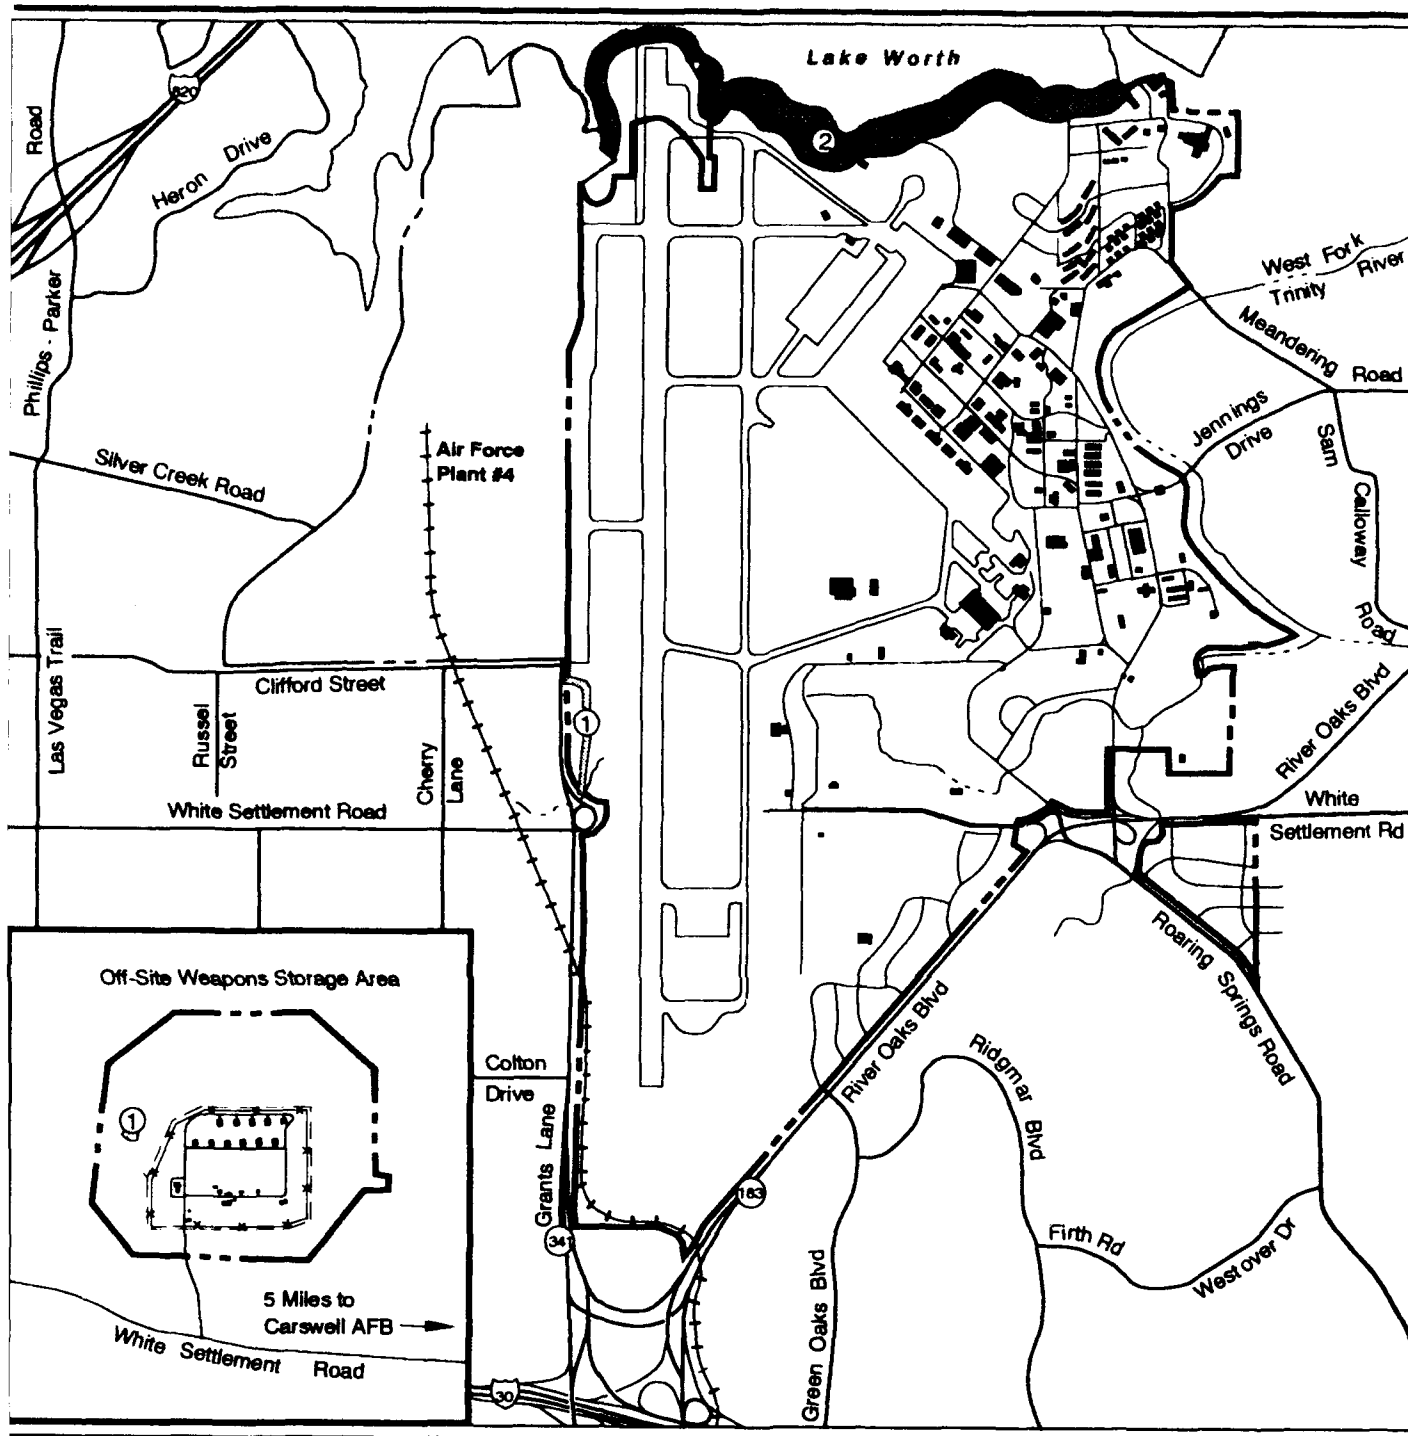 Lake Worth
820
Road
Heron Drive
2
West Fork
Trinity River
Phillips - Parker
Meandering Road
Jennings
Drive
Sam Calloway Road
Air Force
Plant #4
Silver Creek Road
Las Vegas Trail
Clifford Street
Russel
Street
Cherry
Lane
1
River Oaks Blvd
White Settlement Road
White
Settlement Rd
Off-Site Weapons Storage Area
1
5 Miles to
Carswell AFB
White Settlement Road
Colton
Drive
Grants Lane
341
183
30
River Oaks Blvd
Roaring Springs Road
Ridgmar Blvd
Firth Rd
Westover Dr
Green Oaks Blvd